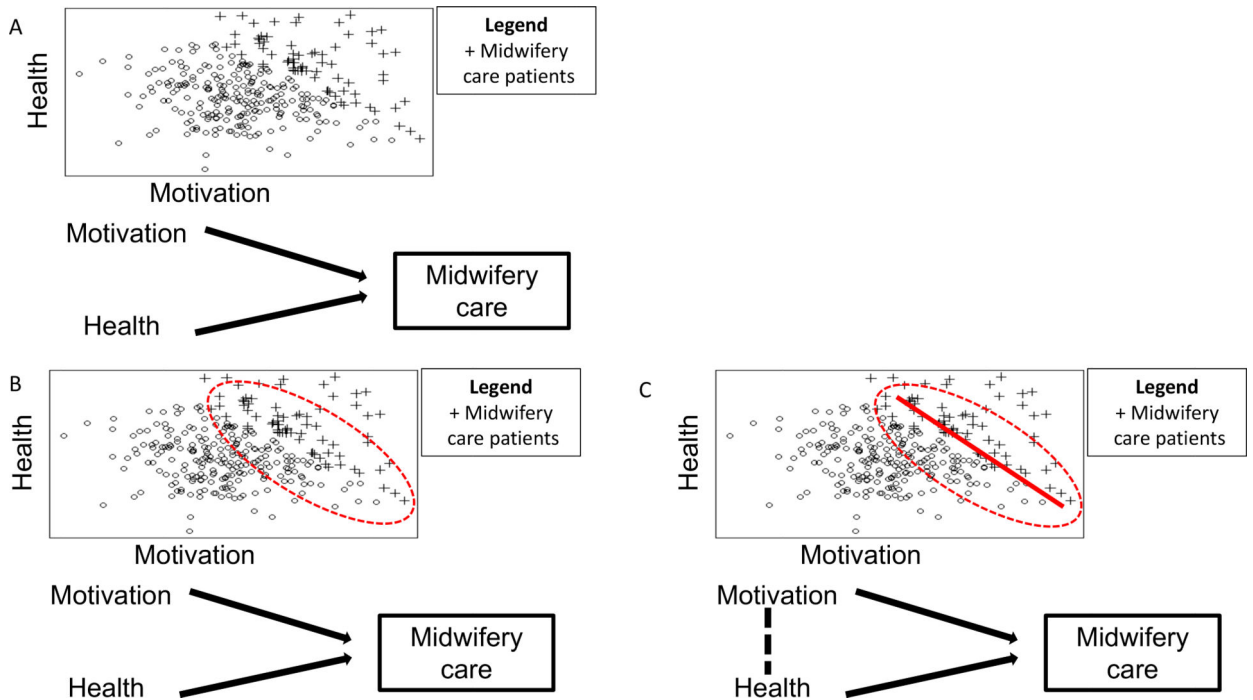 A
Health
Legend
+ Midwifery
care patients
Motivation
Motivation
Health
Midwifery
care
B
Health
Legend
+ Midwifery
care patients
Motivation
Motivation
Health
Midwifery
care
C
Health
Legend
+ Midwifery
care patients
Motivation
Motivation
Health
Midwifery
care